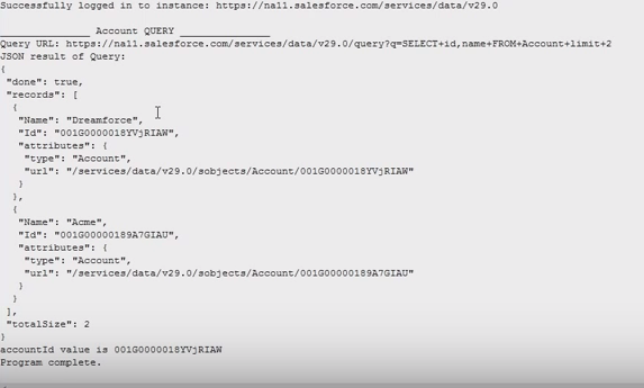 Successfully logged in to instance: https://na11.salesforce.com/services/data/v29.0
_____________ Account QUERY _____________
Query URL: https://na11.salesforce.com/services/data/v29.0/query?q=SELECT+id,name+FROM+Account+limit+2
JSON result of Query:
{
"done": true,
"records": [
{
"Name": "Dreamforce",
"Id": "001G0000018YVjRIAW",
"attributes": {
"type": "Account",
"url": "/services/data/v29.0/sobjects/Account/001G0000018YVjRIAW"
}
},
{
"Name": "Acme",
"Id": "001G00000189A7GIAU",
"attributes": {
"type": "Account",
"url": "/services/data/v29.0/sobjects/Account/001G00000189A7GIAU"
}
}
],
"totalSize": 2
}
accountId value is 001G0000018YVjRIAW
Program complete.